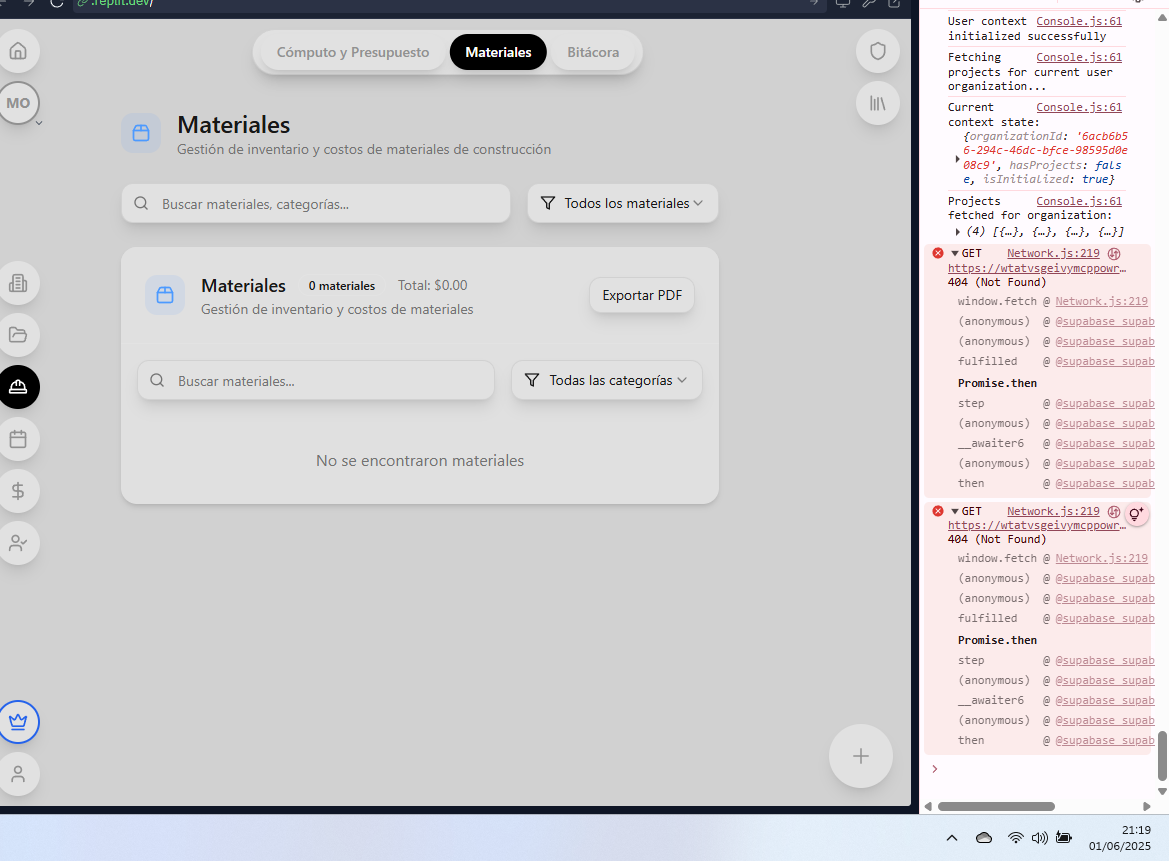 .replit.dev/
Cómputo y Presupuesto
Materiales
Bitácora
MO
Materiales
Gestión de inventario y costos de materiales de construcción
Buscar materiales, categorías...
Todos los materiales
Materiales
0 materiales
Total: $0.00
Gestión de inventario y costos de materiales
Exportar PDF
Buscar materiales...
Todas las categorías
No se encontraron materiales
User context Console.js:61
initialized successfully
Fetching Console.js:61
projects for current user
organization...
Current Console.js:61
context state:
{organizationId: '6acb6b5
6-294c-46dc-bfce-98595d0e
08c9', hasProjects: fals
e, isInitialized: true}
Projects Console.js:61
fetched for organization:
(4) [{…}, {…}, {…}, {…}]
GET Network.js:219
https://wtatvsgeivymcppowr…
404 (Not Found)
window.fetch @ Network.js:219
(anonymous) @ @supabase_supab
(anonymous) @ @supabase_supab
fulfilled @ @supabase_supab
Promise.then
step @ @supabase_supab
(anonymous) @ @supabase_supab
__awaiter6 @ @supabase_supab
(anonymous) @ @supabase_supab
then @ @supabase_supab
GET Network.js:219
https://wtatvsgeivymcppowr…
404 (Not Found)
window.fetch @ Network.js:219
(anonymous) @ @supabase_supab
(anonymous) @ @supabase_supab
fulfilled @ @supabase_supab
Promise.then
step @ @supabase_supab
(anonymous) @ @supabase_supab
__awaiter6 @ @supabase_supab
(anonymous) @ @supabase_supab
then @ @supabase_supab
21:19
01/06/2025